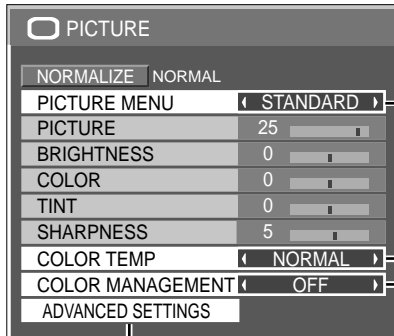 PICTURE
NORMALIZE NORMAL
PICTURE MENU STANDARD
PICTURE 25
BRIGHTNESS 0
COLOR 0
TINT 0
SHARPNESS 5
COLOR TEMP NORMAL
COLOR MANAGEMENT OFF
ADVANCED SETTINGS